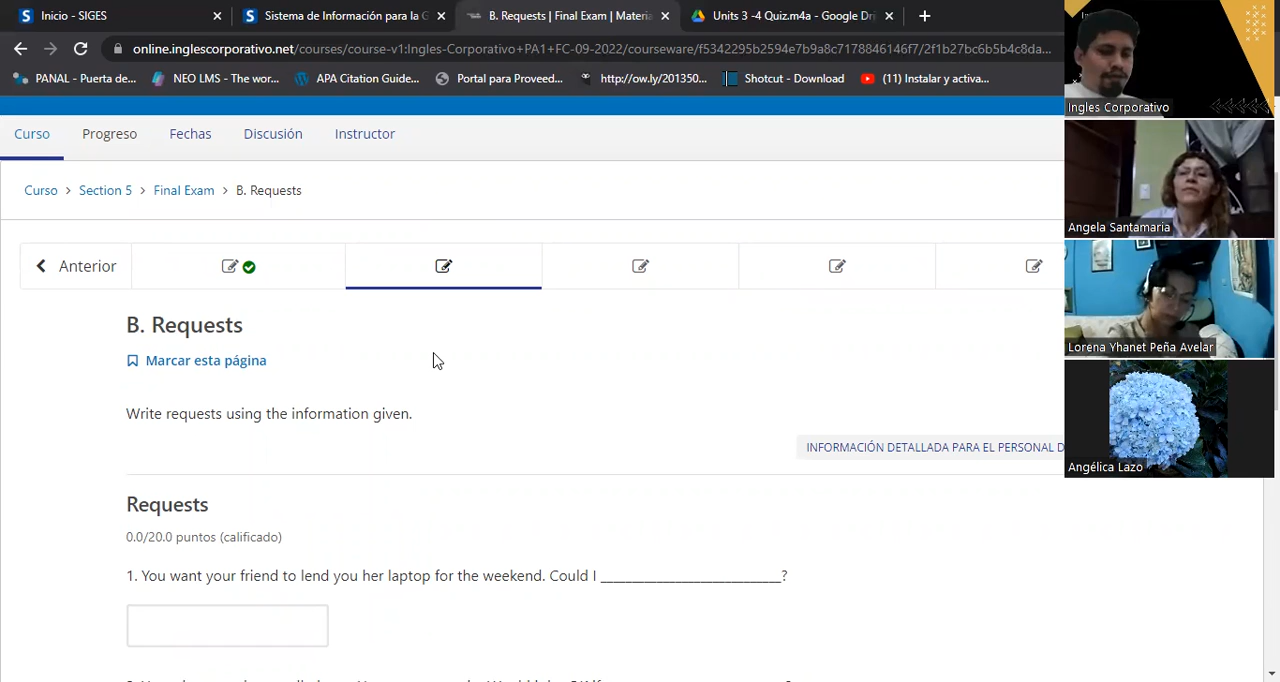 Inicio - SIGES
Sistema de Información para la G
B. Requests | Final Exam | Materia
Units 3 -4 Quiz.m4a - Google Dri
online.inglescorporativo.net/courses/course-v1:Ingles-Corporativo+PA1+FC-09-2022/courseware/f5342295b2594e7b9a8c7178846146f7/2f1b27bc6b5b4c8da...
PANAL - Puerta de...
NEO LMS - The wor...
APA Citation Guide...
Portal para Proveed...
http://ow.ly/201350...
Shotcut - Download
(11) Instalar y activa...
Curso
Progreso
Fechas
Discusión
Instructor
Curso > Section 5 > Final Exam > B. Requests
Anterior
B. Requests
Marcar esta página
Write requests using the information given.
INFORMACIÓN DETALLADA PARA EL PERSONAL D
Requests
0.0/20.0 puntos (calificado)
1. You want your friend to lend you her laptop for the weekend. Could I ___________________________?
Ingles Corporativo
Angela Santamaria
Lorena Yhanet Peña Avelar
Angélica Lazo